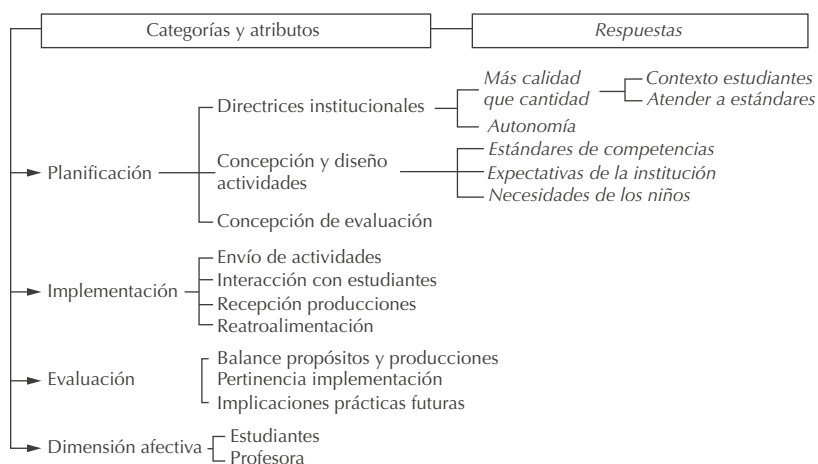 Categorías y atributos
Respuestas
Más calidad
que cantidad
Contexto estudiantes
Atender a estándares
Directrices institucionales
Autonomía
Planificación
Concepción y diseño
actividades
Estándares de competencias
Expectativas de la institución
Necesidades de los niños
Concepción de evaluación
Implementación
Envío de actividades
Interacción con estudiantes
Recepción producciones
Reatroalimentación
Evaluación
Balance propósitos y producciones
Pertinencia implementación
Implicaciones prácticas futuras
Dimensión afectiva
Estudiantes
Profesora